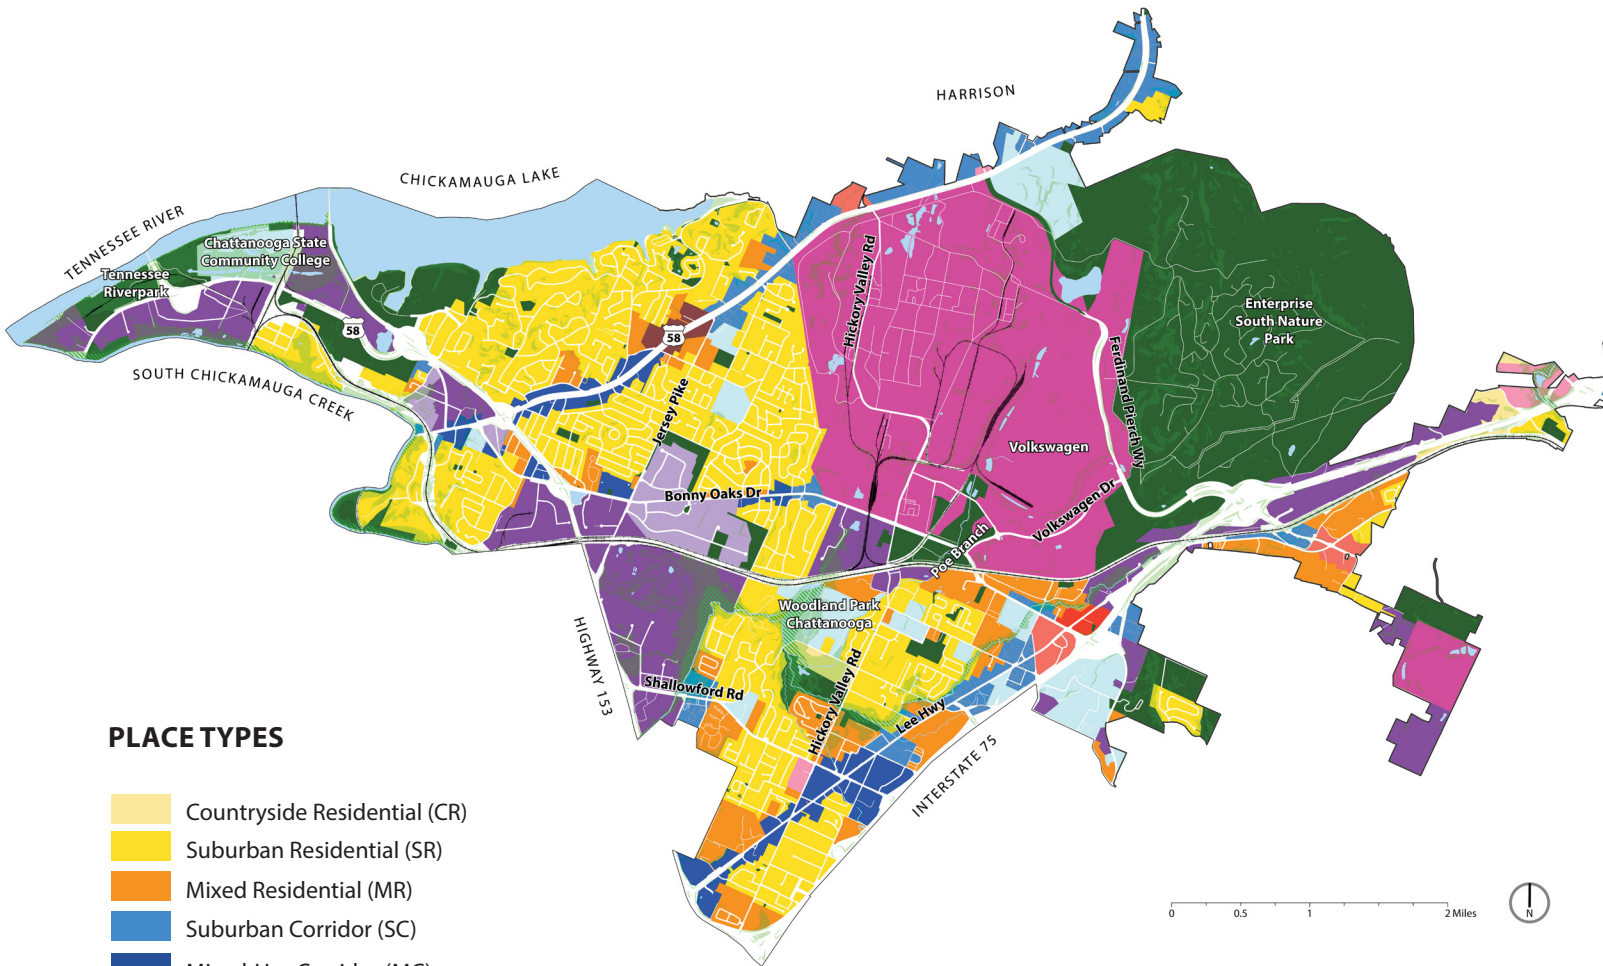 HARRISON
CHICKAMAUGA LAKE
TENNESSEE RIVER
Chattanooga State
Community College
Tennessee
Riverpark
58
58
SOUTH CHICKAMAUGA CREEK
Hickory Valley Rd
Enterprise
South Nature
Park
Ferdinand Pierch Wy
Jersey Pike
Volkswagen
Bonny Oaks Dr
Volkswagen Dr
Poe Branch
Woodland Park
Chattanooga
HIGHWAY 153
Shallowford Rd
Hickory Valley Rd
Lee Hwy
INTERSTATE 75
PLACE TYPES
Countryside Residential (CR)
Suburban Residential (SR)
Mixed Residential (MR)
Suburban Corridor (SC)
0 0.5 1 2 Miles
N